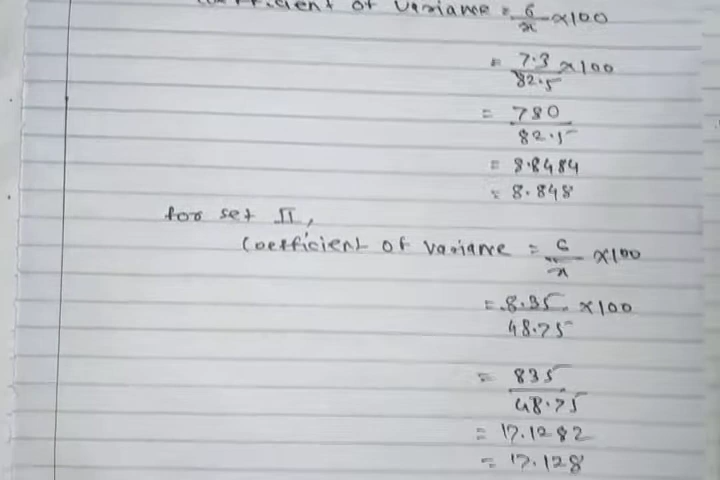 coefficient of variance = σ/x̄ ×100
= 7.3/82.5 ×100
= 730/82.5
= 8.8484
= 8.848
for set II,
Coefficient of variance = σ/x̄ ×100
= 8.35/48.75 ×100
= 835/48.75
= 17.1282
= 17.128